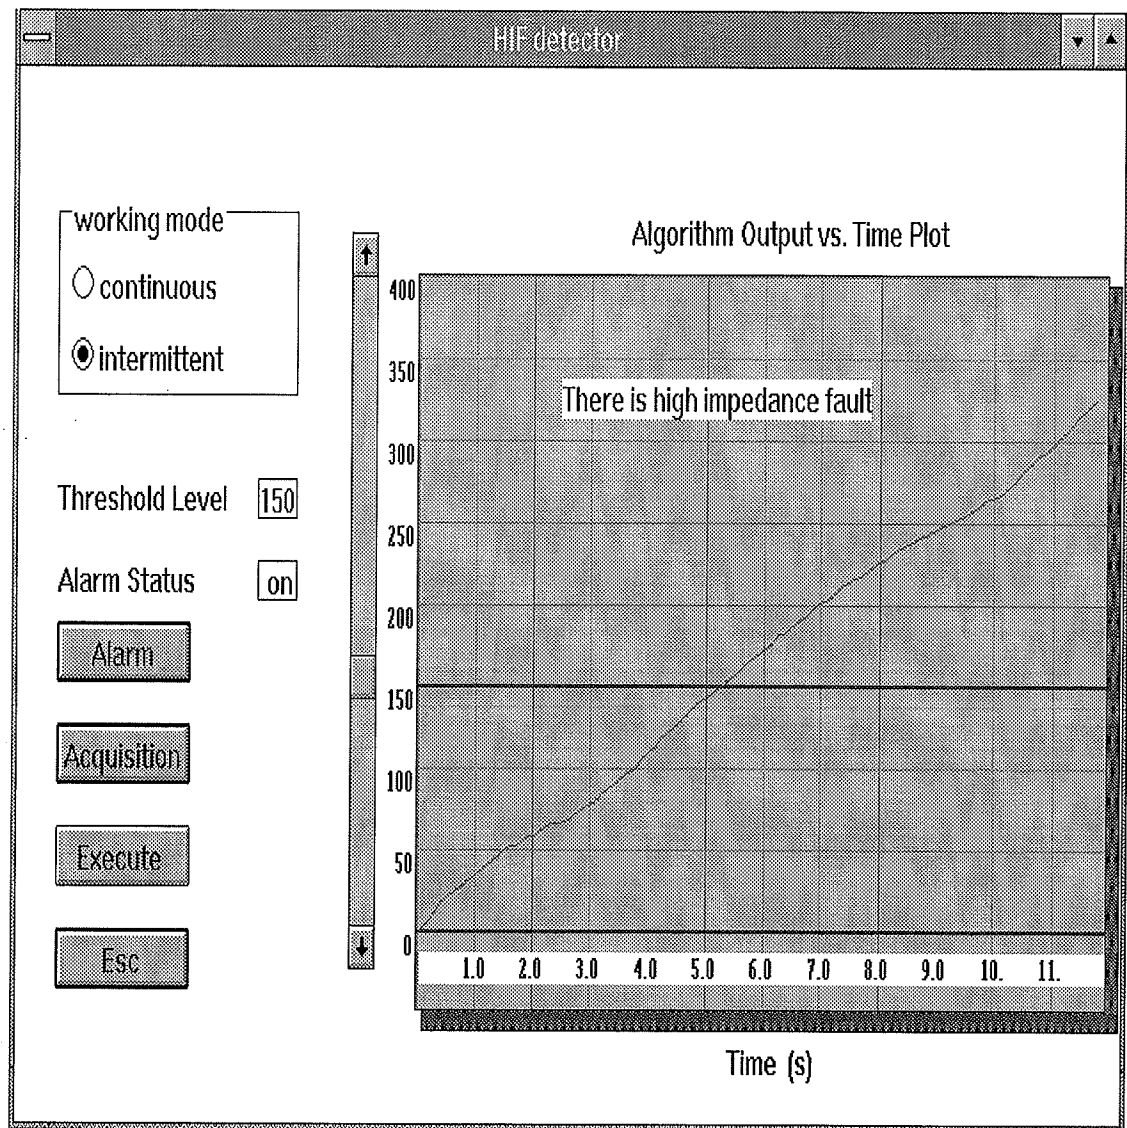 HIF detector
working mode
continuous
intermittent
Threshold Level 150
Alarm Status on
Alarm
Acquisition
Execute
Esc
Algorithm Output vs. Time Plot
400
350
There is high impedance fault
300
250
200
150
100
50
0
1.0 2.0 3.0 4.0 5.0 6.0 7.0 8.0 9.0 10. 11.
Time (s)